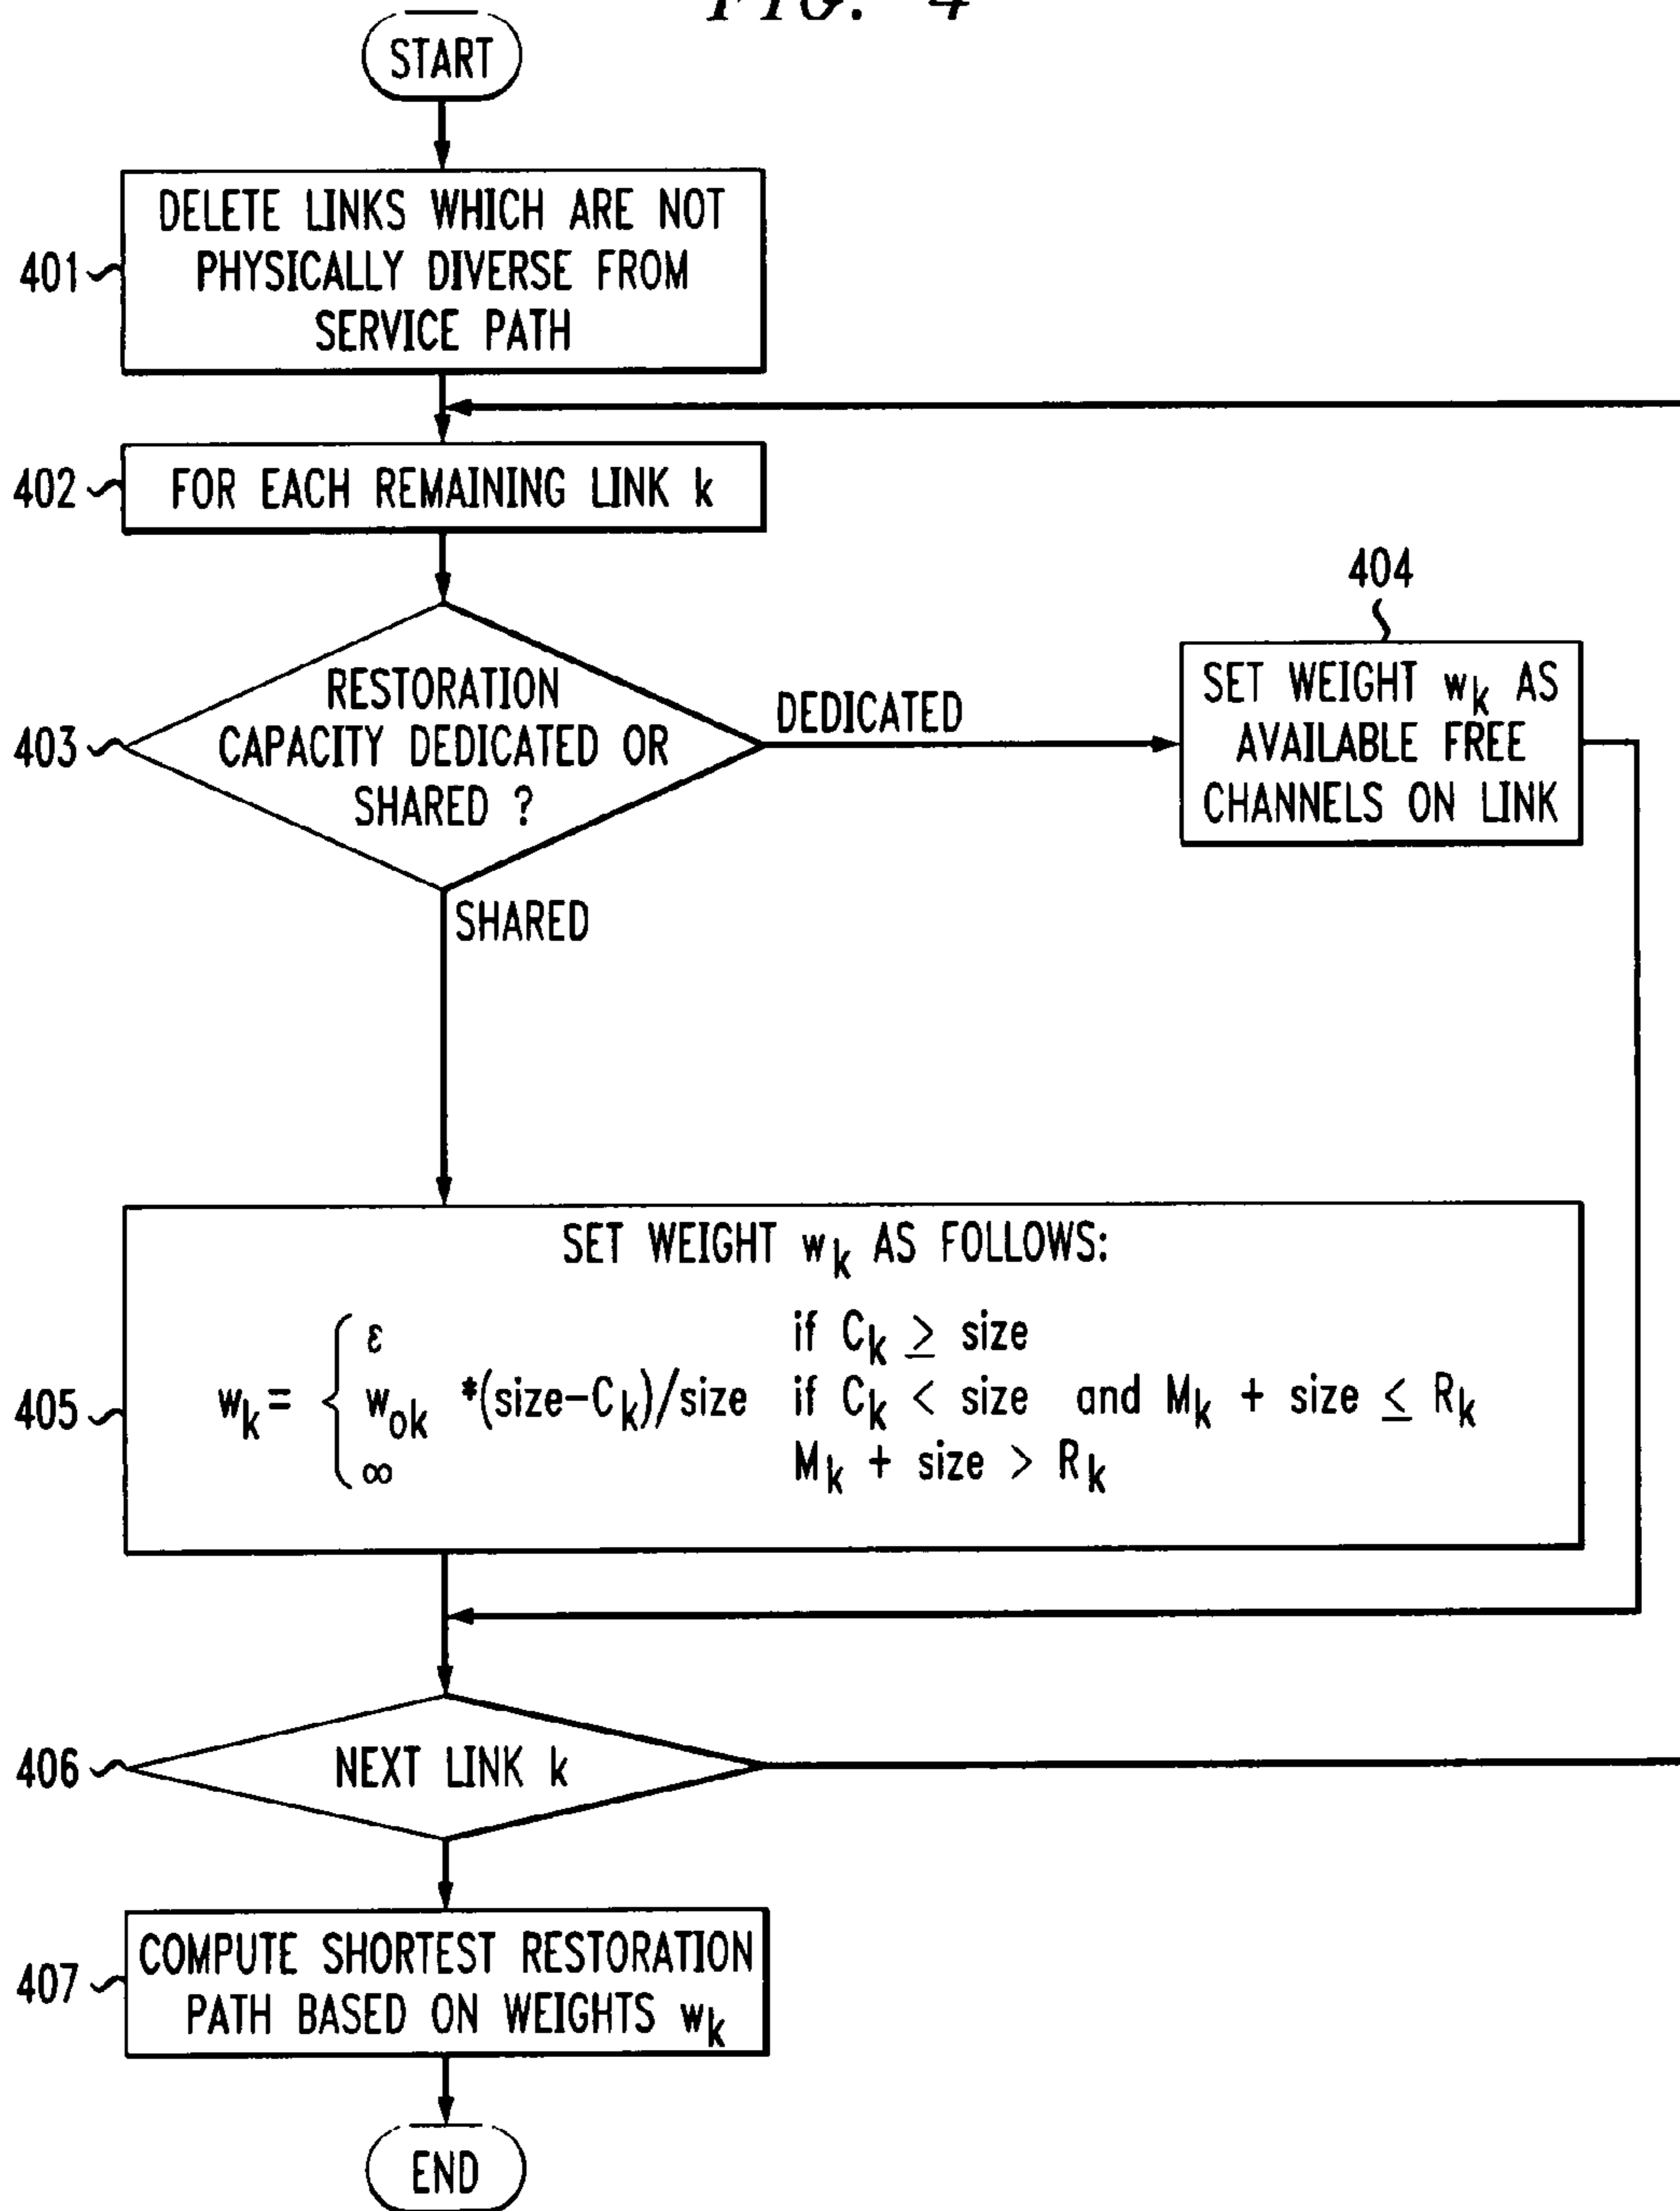 FIG. 4
START
401
DELETE LINKS WHICH ARE NOT
PHYSICALLY DIVERSE FROM
SERVICE PATH
402
FOR EACH REMAINING LINK k
403
RESTORATION
CAPACITY DEDICATED OR
SHARED ?
DEDICATED
404
SET WEIGHT wk AS
AVAILABLE FREE
CHANNELS ON LINK
SHARED
405
SET WEIGHT wk AS FOLLOWS:
wk = { ε if Ck ≥ size
wok *(size-Ck)/size if Ck < size and Mk + size ≤ Rk
∞ Mk + size > Rk
406
NEXT LINK k
407
COMPUTE SHORTEST RESTORATION
PATH BASED ON WEIGHTS wk
END